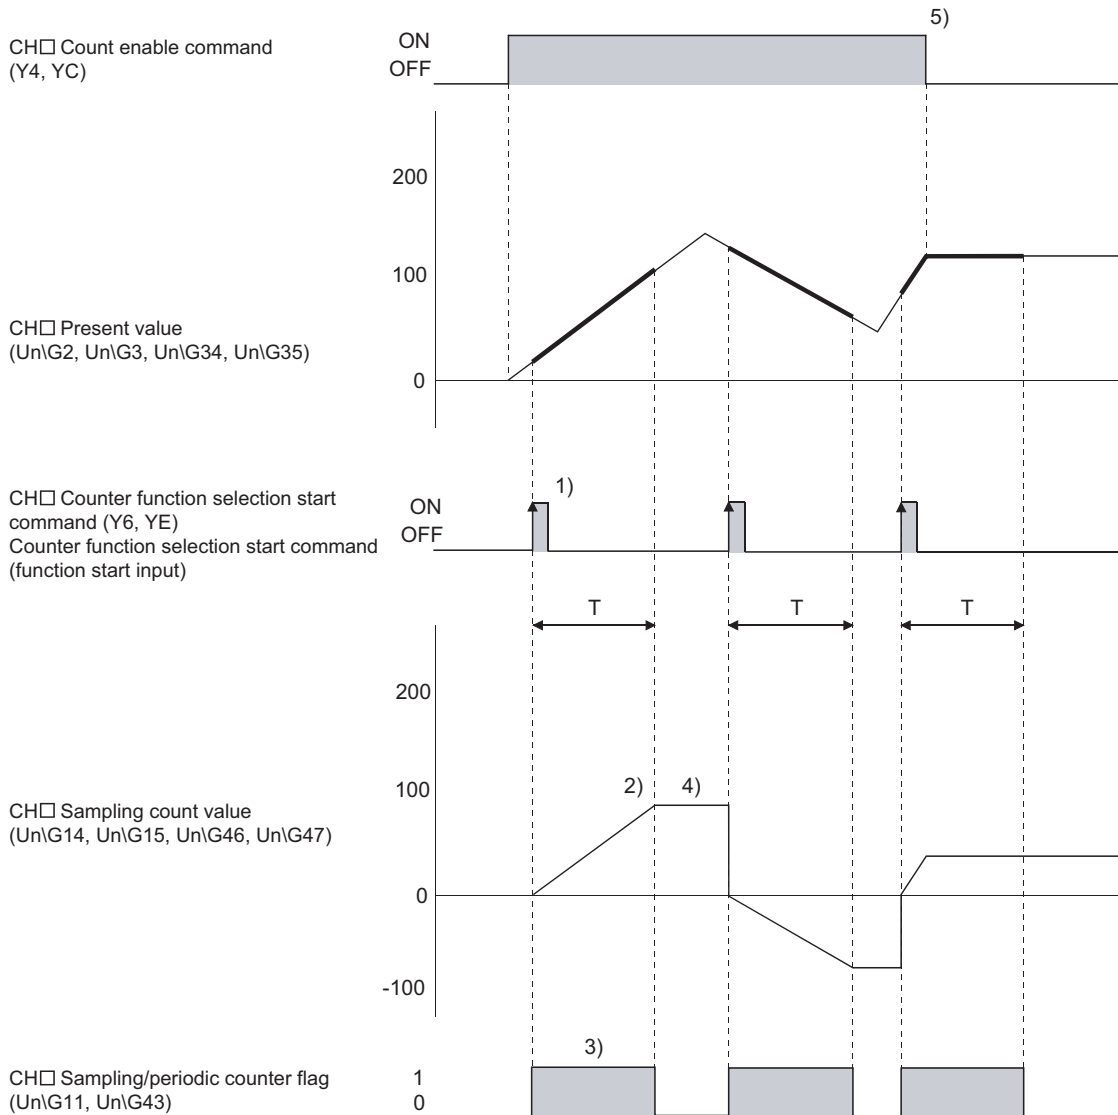 5)
CH□ Count enable command
(Y4, YC)
ON
OFF
200
100
0
CH□ Present value
(Un\G2, Un\G3, Un\G34, Un\G35)
CH□ Counter function selection start
command (Y6, YE)
Counter function selection start command
(function start input)
ON
OFF
1)
T T T
200
100
0
-100
2) 4)
CH□ Sampling count value
(Un\G14, Un\G15, Un\G46, Un\G47)
3)
CH□ Sampling/periodic counter flag
(Un\G11, Un\G43)
1
0